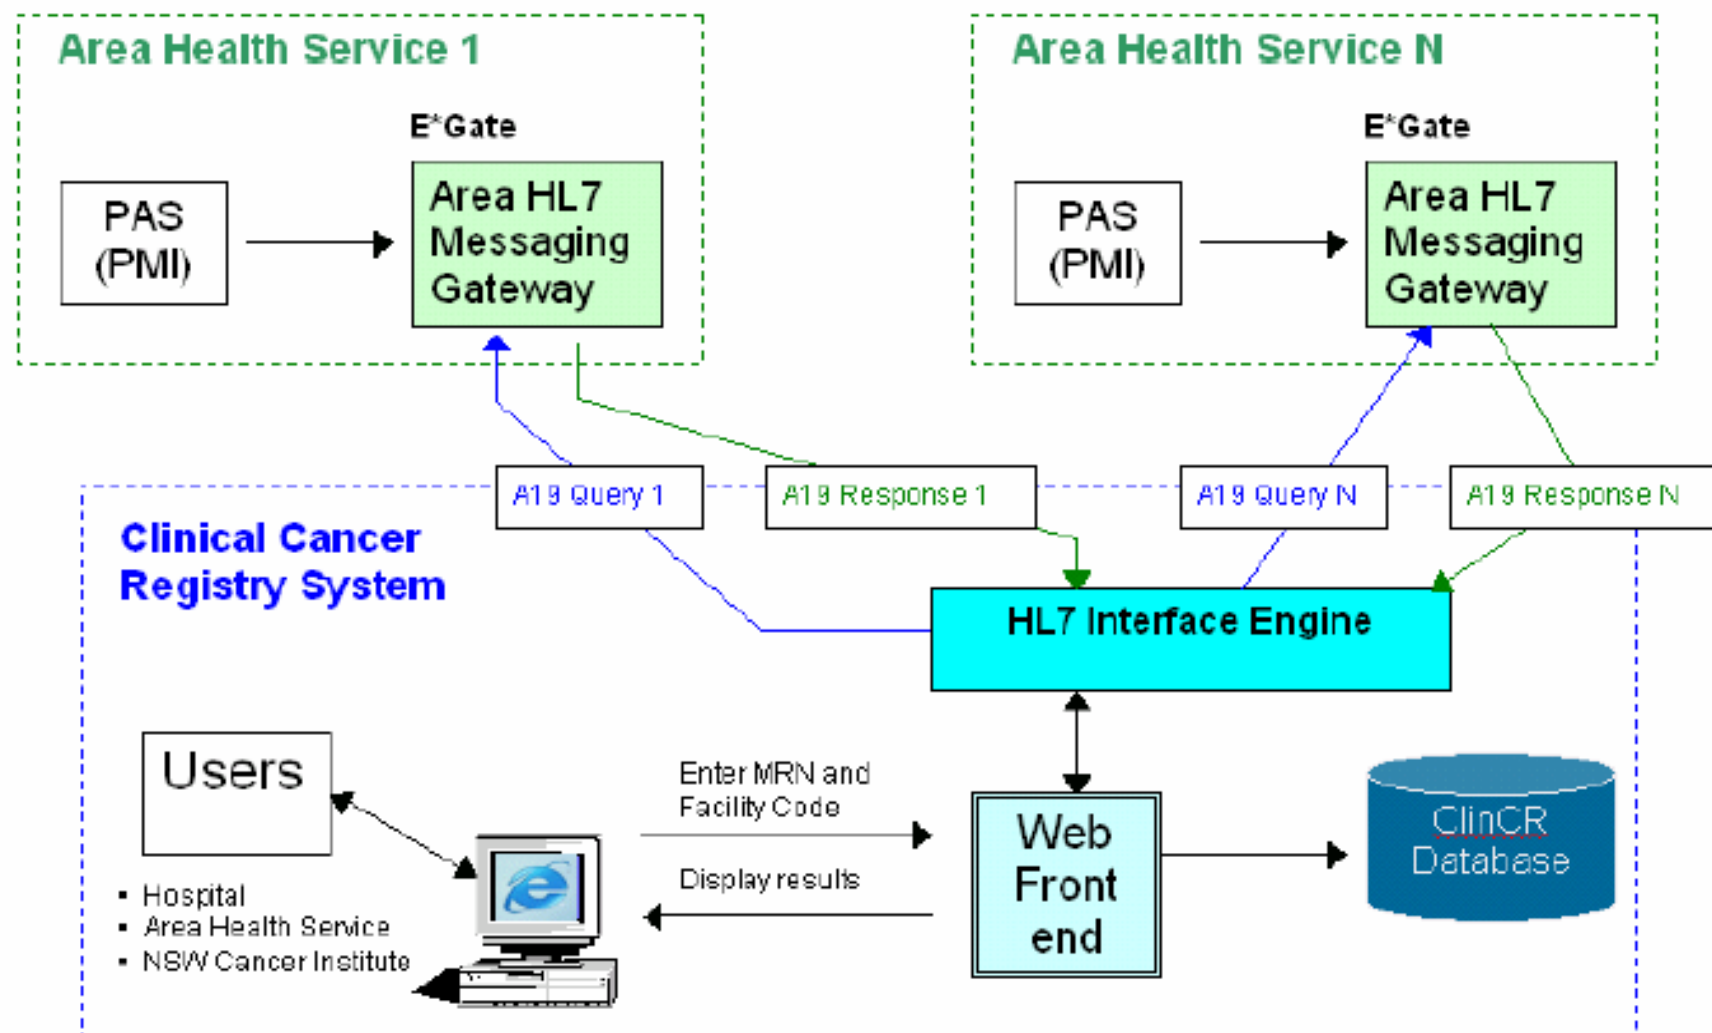 Area Health Service 1
E*Gate
PAS
(PMI)
Area HL7
Messaging
Gateway
Area Health Service N
E*Gate
PAS
(PMI)
Area HL7
Messaging
Gateway
A19 Query 1
A19 Response 1
A19 Query N
A19 Response N
Clinical Cancer
Registry System
HL7 Interface Engine
Users
▪ Hospital
▪ Area Health Service
▪ NSW Cancer Institute
Enter MRN and
Facility Code
Display results
Web
Front
end
ClinCR
Database